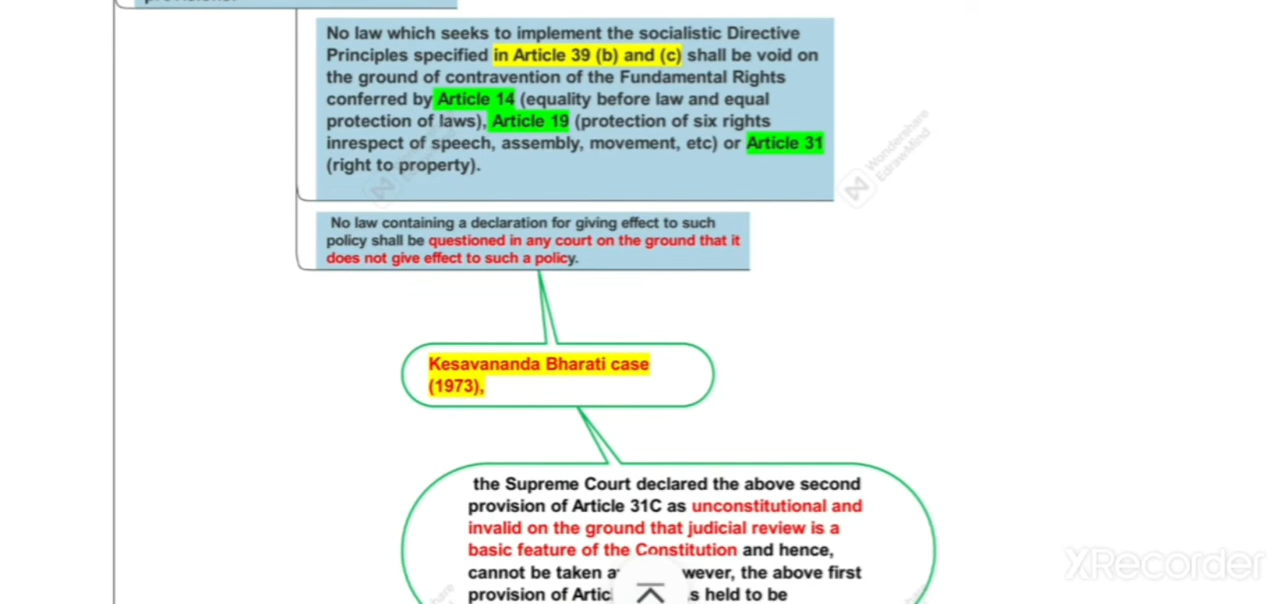 No law which seeks to implement the socialistic Directive
Principles specified in Article 39 (b) and (c) shall be void on
the ground of contravention of the Fundamental Rights
conferred by Article 14 (equality before law and equal
protection of laws), Article 19 (protection of six rights
inrespect of speech, assembly, movement, etc) or Article 31
(right to property).
Wondershare
EdrawMind
No law containing a declaration for giving effect to such
policy shall be questioned in any court on the ground that it
does not give effect to such a policy.
Kesavananda Bharati case
(1973),
the Supreme Court declared the above second
provision of Article 31C as unconstitutional and
invalid on the ground that judicial review is a
basic feature of the Constitution and hence,
cannot be taken wever, the above first
provision of held to be
XRecorder